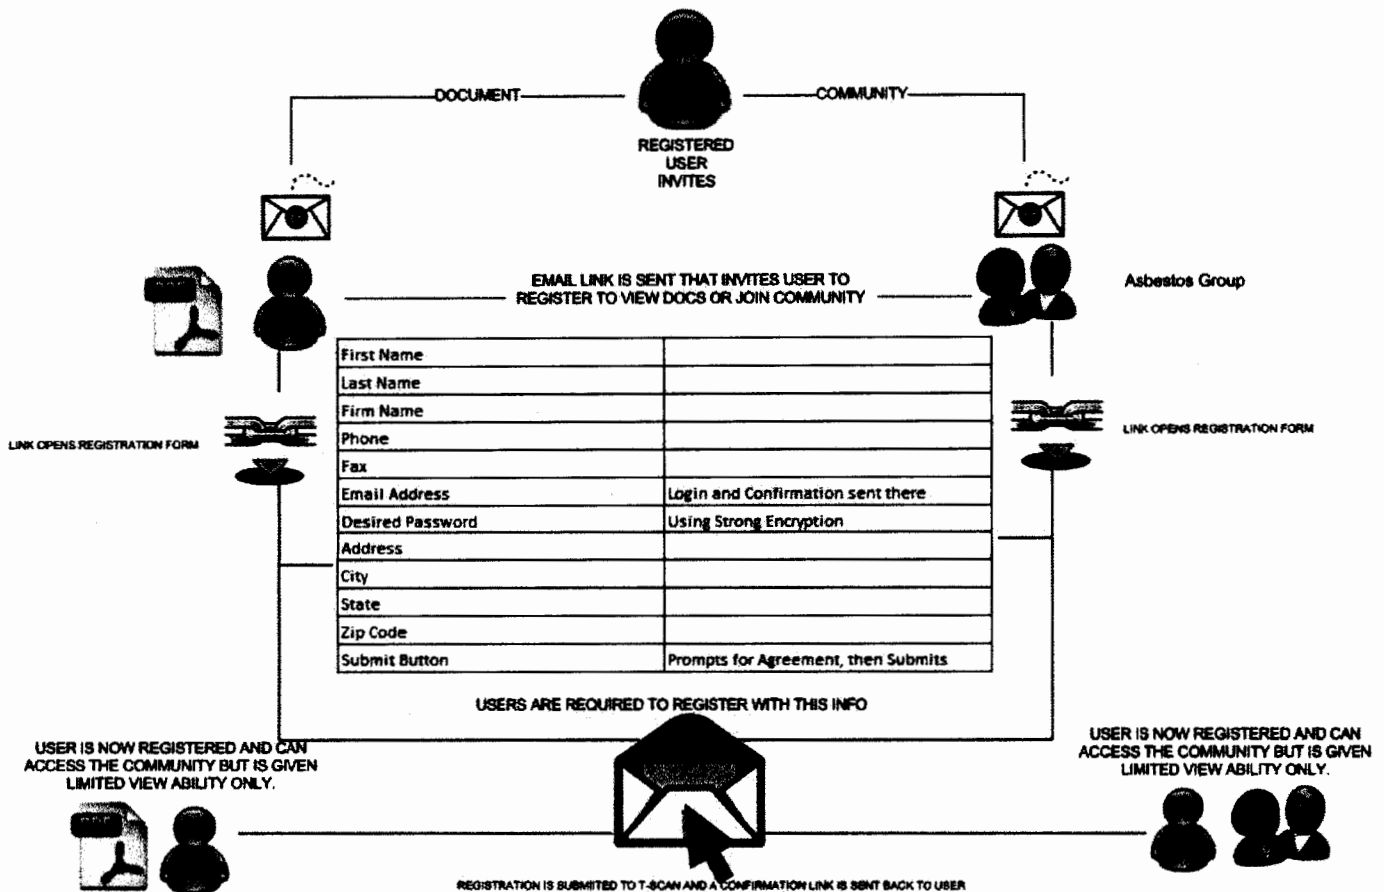 DOCUMENT
COMMUNITY
REGISTERED
USER
INVITES
EMAIL LINK IS SENT THAT INVITES USER TO
REGISTER TO VIEW DOCS OR JOIN COMMUNITY
Asbestos Group
First Name
Last Name
Firm Name
Phone
Fax
Email Address Login and Confirmation sent there
Desired Password Using Strong Encryption
Address
City
State
Zip Code
Submit Button Prompts for Agreement, then Submits
LINK OPENS REGISTRATION FORM
LINK OPENS REGISTRATION FORM
USERS ARE REQUIRED TO REGISTER WITH THIS INFO
USER IS NOW REGISTERED AND CAN
ACCESS THE COMMUNITY BUT IS GIVEN
LIMITED VIEW ABILITY ONLY.
USER IS NOW REGISTERED AND CAN
ACCESS THE COMMUNITY BUT IS GIVEN
LIMITED VIEW ABILITY ONLY.
REGISTRATION IS SUBMITED TO T-SCAN AND A CONFIRMATION LINK IS SENT BACK TO USER